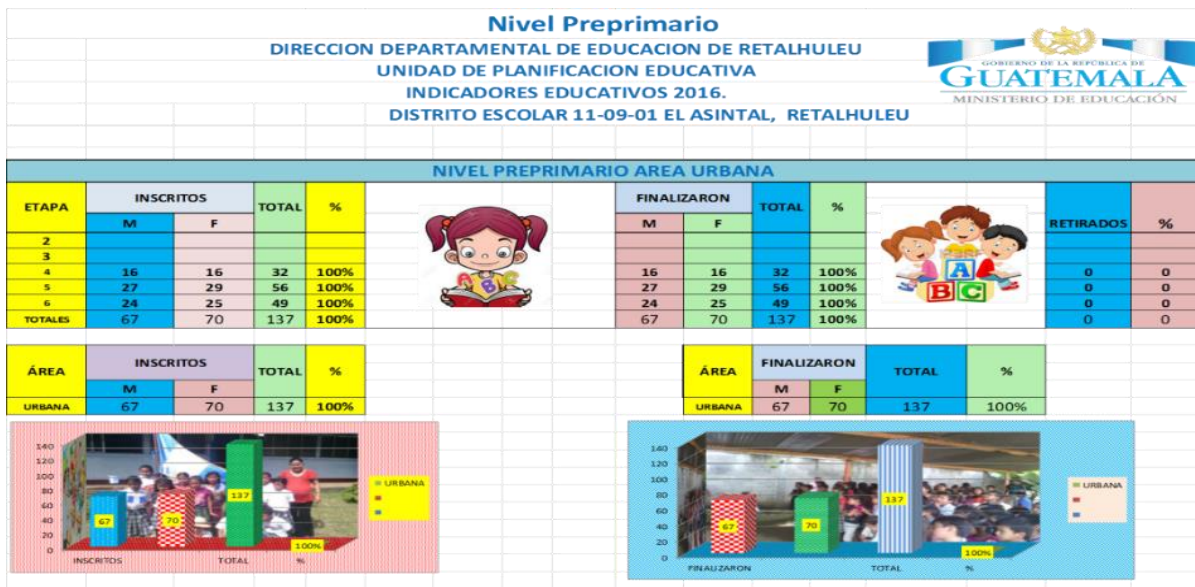 Nivel Preprimario
DIRECCION DEPARTAMENTAL DE EDUCACION DE RETALHULEU
UNIDAD DE PLANIFICACION EDUCATIVA
INDICADORES EDUCATIVOS 2016.
DISTRITO ESCOLAR 11-09-01 EL ASINTAL, RETALHULEU
GOBIERNO DE LA REPÚBLICA DE
GUATEMALA
MINISTERIO DE EDUCACIÓN
NIVEL PREPRIMARIO AREA URBANA
ETAPA INSCRITOS TOTAL % FINALIZARON TOTAL % RETIRADOS %
M F M F
2
3
4 16 16 32 100% 16 16 32 100% 0 0
5 27 29 56 100% 27 29 56 100% 0 0
6 24 25 49 100% 24 25 49 100% 0 0
TOTALES 67 70 137 100% 67 70 137 100% 0 0
A B C
A
B C
ÁREA INSCRITOS TOTAL %
M F
URBANA 67 70 137 100%
ÁREA FINALIZARON TOTAL %
M F
URBANA 67 70 137 100%
140
120
100
80
60
40
20
0
67 70 137 100%
INSCRITOS TOTAL %
URBANA
140
120
100
80
60
40
20
0
67 70 137 100%
FINALIZARON TOTAL %
URBANA